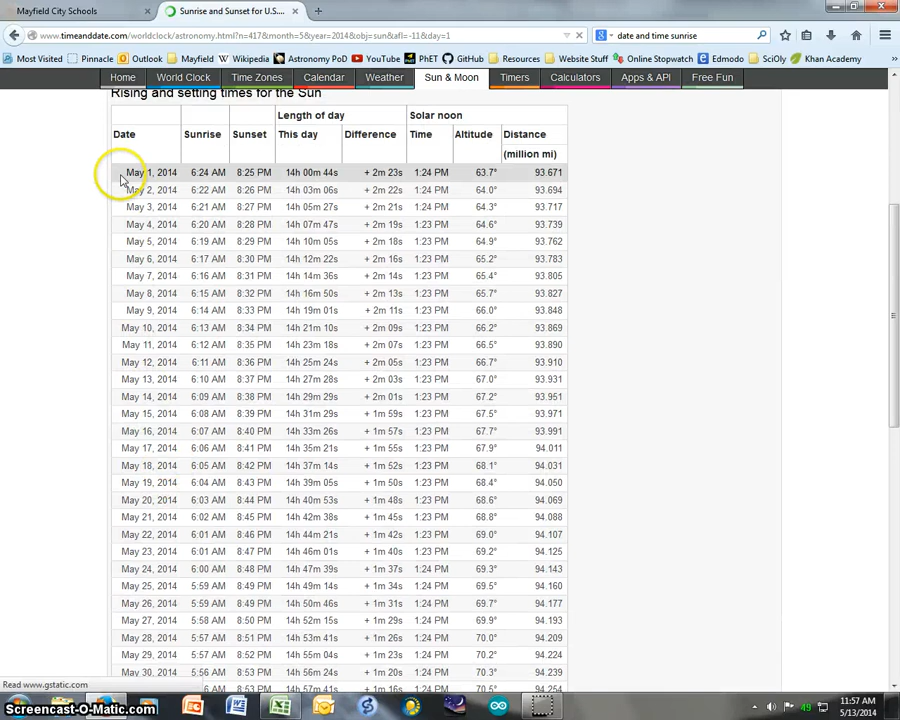 Mayfield City Schools × Sunrise and Sunset for U.S.... × +
www.timeanddate.com/worldclock/astronomy.html?n=417&month=5&year=2014&obj=sun&afl=-11&day=1 date and time sunrise
Most Visited Pinnacle Outlook Mayfield Wikipedia Astronomy PoD YouTube PhET GitHub Resources Website Stuff Online Stopwatch Edmodo SciOly Khan Academy
Home World Clock Time Zones Calendar Weather Sun & Moon Timers Calculators Apps & API Free Fun
Rising and setting times for the Sun
Length of day Solar noon
Date Sunrise Sunset This day Difference Time Altitude Distance
(million mi)
May 1, 2014 6:24 AM 8:25 PM 14h 00m 44s + 2m 23s 1:24 PM 63.7° 93.671
May 2, 2014 6:22 AM 8:26 PM 14h 03m 06s + 2m 22s 1:24 PM 64.0° 93.694
May 3, 2014 6:21 AM 8:27 PM 14h 05m 27s + 2m 21s 1:24 PM 64.3° 93.717
May 4, 2014 6:20 AM 8:28 PM 14h 07m 47s + 2m 19s 1:23 PM 64.6° 93.739
May 5, 2014 6:19 AM 8:29 PM 14h 10m 05s + 2m 18s 1:23 PM 64.9° 93.762
May 6, 2014 6:17 AM 8:30 PM 14h 12m 22s + 2m 16s 1:23 PM 65.2° 93.783
May 7, 2014 6:16 AM 8:31 PM 14h 14m 36s + 2m 14s 1:23 PM 65.4° 93.805
May 8, 2014 6:15 AM 8:32 PM 14h 16m 50s + 2m 13s 1:23 PM 65.7° 93.827
May 9, 2014 6:14 AM 8:33 PM 14h 19m 01s + 2m 11s 1:23 PM 66.0° 93.848
May 10, 2014 6:13 AM 8:34 PM 14h 21m 10s + 2m 09s 1:23 PM 66.2° 93.869
May 11, 2014 6:12 AM 8:35 PM 14h 23m 18s + 2m 07s 1:23 PM 66.5° 93.890
May 12, 2014 6:11 AM 8:36 PM 14h 25m 24s + 2m 05s 1:23 PM 66.7° 93.910
May 13, 2014 6:10 AM 8:37 PM 14h 27m 28s + 2m 03s 1:23 PM 67.0° 93.931
May 14, 2014 6:09 AM 8:38 PM 14h 29m 29s + 2m 01s 1:23 PM 67.2° 93.951
May 15, 2014 6:08 AM 8:39 PM 14h 31m 29s + 1m 59s 1:23 PM 67.5° 93.971
May 16, 2014 6:07 AM 8:40 PM 14h 33m 26s + 1m 57s 1:23 PM 67.7° 93.991
May 17, 2014 6:06 AM 8:41 PM 14h 35m 21s + 1m 55s 1:23 PM 67.9° 94.011
May 18, 2014 6:05 AM 8:42 PM 14h 37m 14s + 1m 52s 1:23 PM 68.1° 94.031
May 19, 2014 6:04 AM 8:43 PM 14h 39m 05s + 1m 50s 1:23 PM 68.4° 94.050
May 20, 2014 6:03 AM 8:44 PM 14h 40m 53s + 1m 48s 1:23 PM 68.6° 94.069
May 21, 2014 6:02 AM 8:45 PM 14h 42m 38s + 1m 45s 1:23 PM 68.8° 94.088
May 22, 2014 6:01 AM 8:46 PM 14h 44m 21s + 1m 42s 1:23 PM 69.0° 94.107
May 23, 2014 6:01 AM 8:47 PM 14h 46m 01s + 1m 40s 1:23 PM 69.2° 94.125
May 24, 2014 6:00 AM 8:48 PM 14h 47m 39s + 1m 37s 1:24 PM 69.3° 94.143
May 25, 2014 5:59 AM 8:49 PM 14h 49m 14s + 1m 34s 1:24 PM 69.5° 94.160
May 26, 2014 5:59 AM 8:49 PM 14h 50m 46s + 1m 31s 1:24 PM 69.7° 94.177
May 27, 2014 5:58 AM 8:50 PM 14h 52m 15s + 1m 29s 1:24 PM 69.9° 94.193
May 28, 2014 5:57 AM 8:51 PM 14h 53m 41s + 1m 26s 1:24 PM 70.0° 94.209
May 29, 2014 5:57 AM 8:52 PM 14h 55m 04s + 1m 23s 1:24 PM 70.2° 94.224
May 30, 2014 5:56 AM 8:53 PM 14h 56m 24s + 1m 20s 1:24 PM 70.3° 94.239
AM 8:53 PM 14h 57m 41s + 1m 16s 1:24 PM 70.5° 94.254
Read www.gstatic.com
49 11:57 AM
5/13/2014
Screencast-O-Matic.com